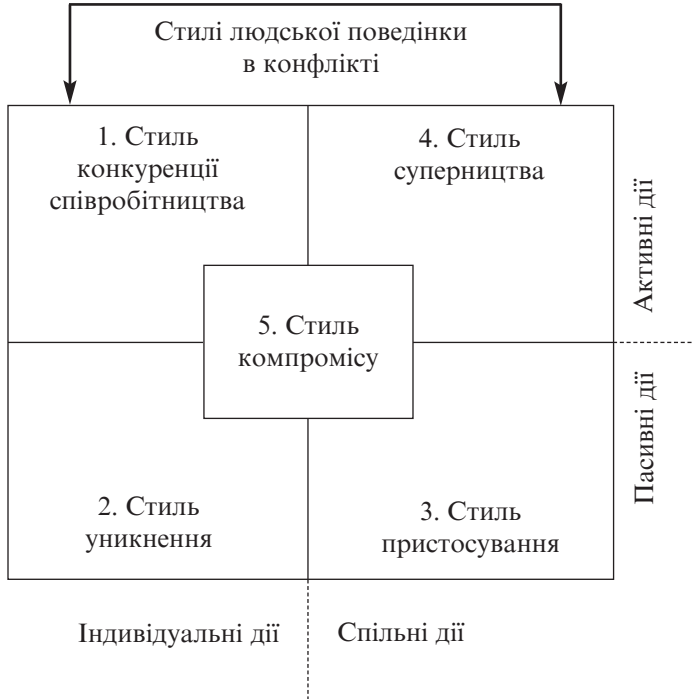 Стилі людської поведінки
в конфлікті
1. Стиль
конкуренції
співробітництва
4. Стиль
суперництва
5. Стиль
компромісу
2. Стиль
уникнення
3. Стиль
пристосування
Активні дії
Пасивні дії
Індивідуальні дії
Спільні дії